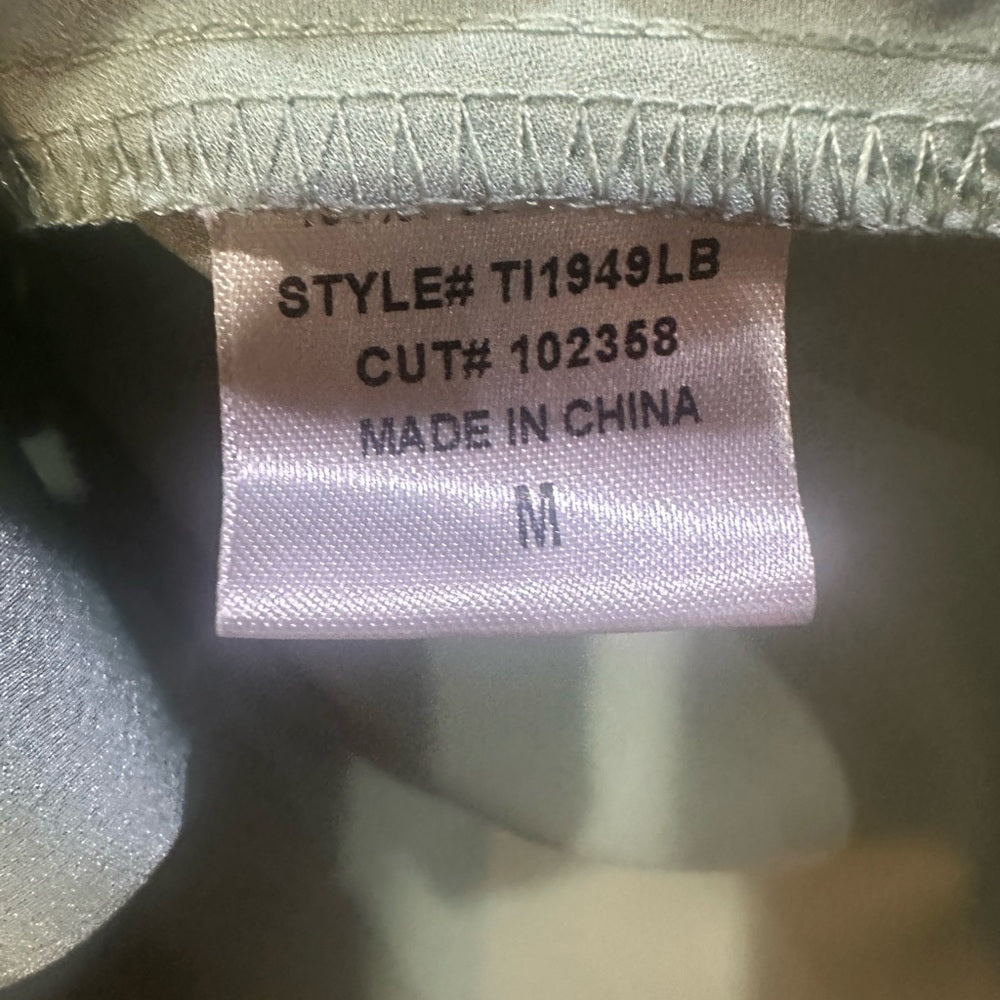 STYLE# TI1949LB
CUT# 102358
MADE IN CHINA
M